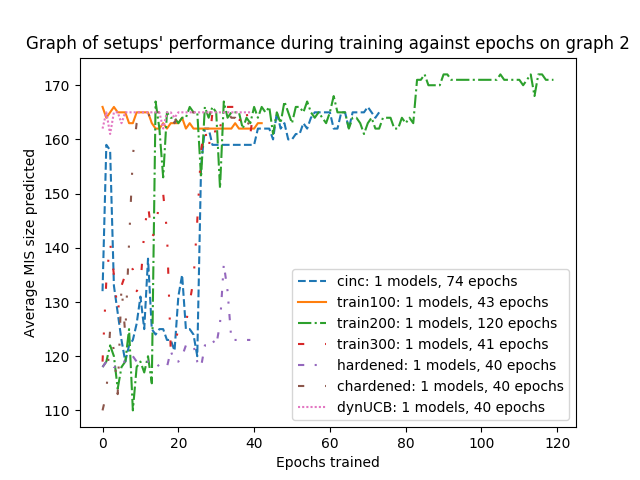 Graph of setups' performance during training against epochs on graph 2
Average MIS size predicted
170
160
150
140
130
120
110
0
20
40
60
80
100
120
Epochs trained
cinc: 1 models, 74 epochs
train100: 1 models, 43 epochs
train200: 1 models, 120 epochs
train300: 1 models, 41 epochs
hardened: 1 models, 40 epochs
chardened: 1 models, 40 epochs
dynUCB: 1 models, 40 epochs